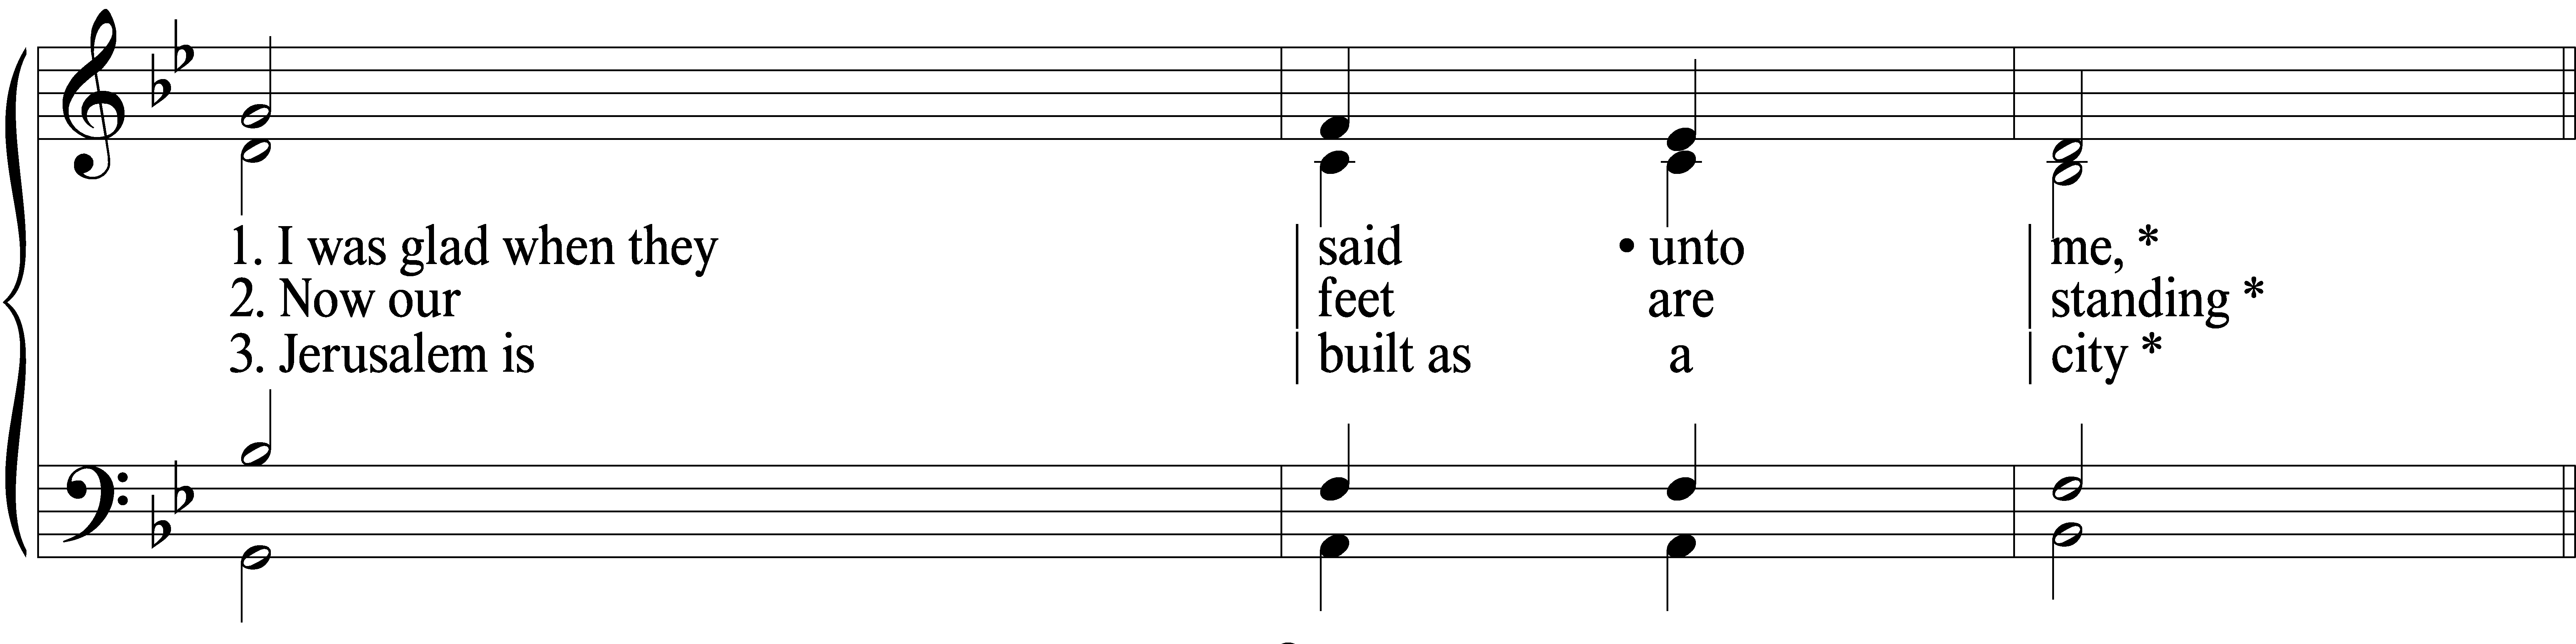 1. I was glad when they | said • unto | me, *
2. Now our | feet are | standing *
3. Jerusalem is | built as a | city *